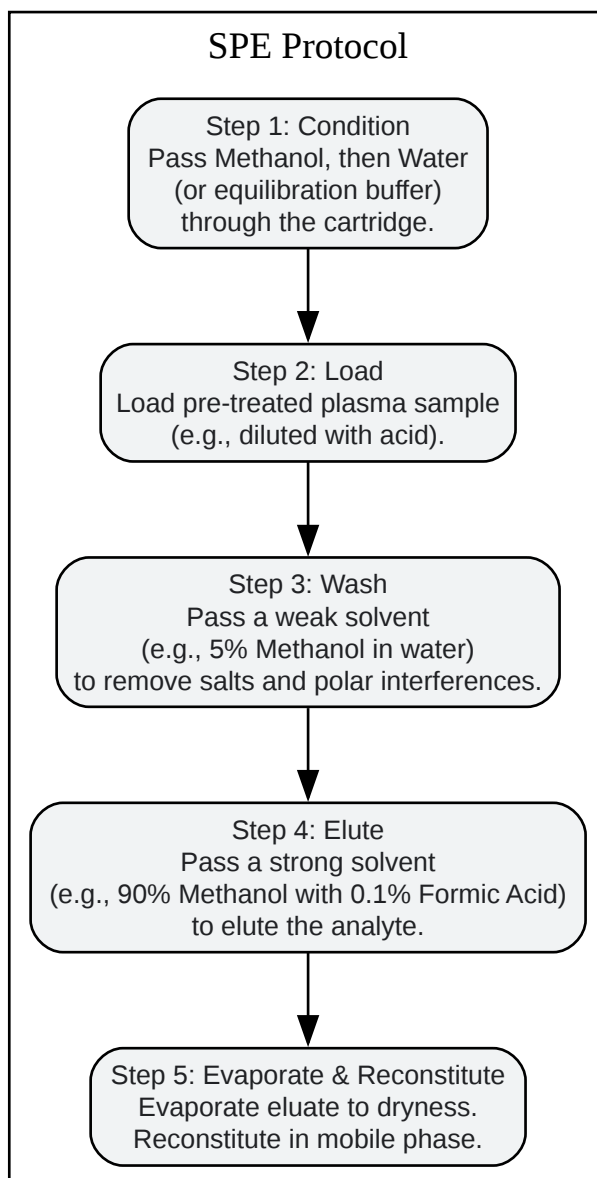 SPE Protocol
Step 1: Condition
Pass Methanol, then Water
(or equilibration buffer)
through the cartridge.
Step 2: Load
Load pre-treated plasma sample
(e.g., diluted with acid).
Step 3: Wash
Pass a weak solvent
(e.g., 5% Methanol in water)
to remove salts and polar interferences.
Step 4: Elute
Pass a strong solvent
(e.g., 90% Methanol with 0.1% Formic Acid)
to elute the analyte.
Step 5: Evaporate & Reconstitute
Evaporate eluate to dryness.
Reconstitute in mobile phase.